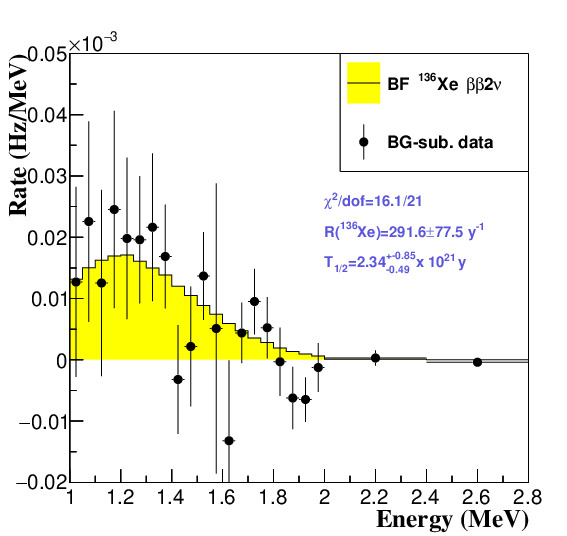 ×10⁻³
Rate (Hz/MeV)
0.05
0.04
0.03
0.02
0.01
0
−0.01
−0.02
BF ¹³⁶Xe ββ2ν
BG-sub. data
χ²/dof=16.1/21
R(¹³⁶Xe)=291.6±77.5 y⁻¹
T₁/₂=2.34⁺⁻⁰·⁸⁵₋₀.₄₉x 10²¹y
1 1.2 1.4 1.6 1.8 2 2.2 2.4 2.6 2.8
Energy (MeV)